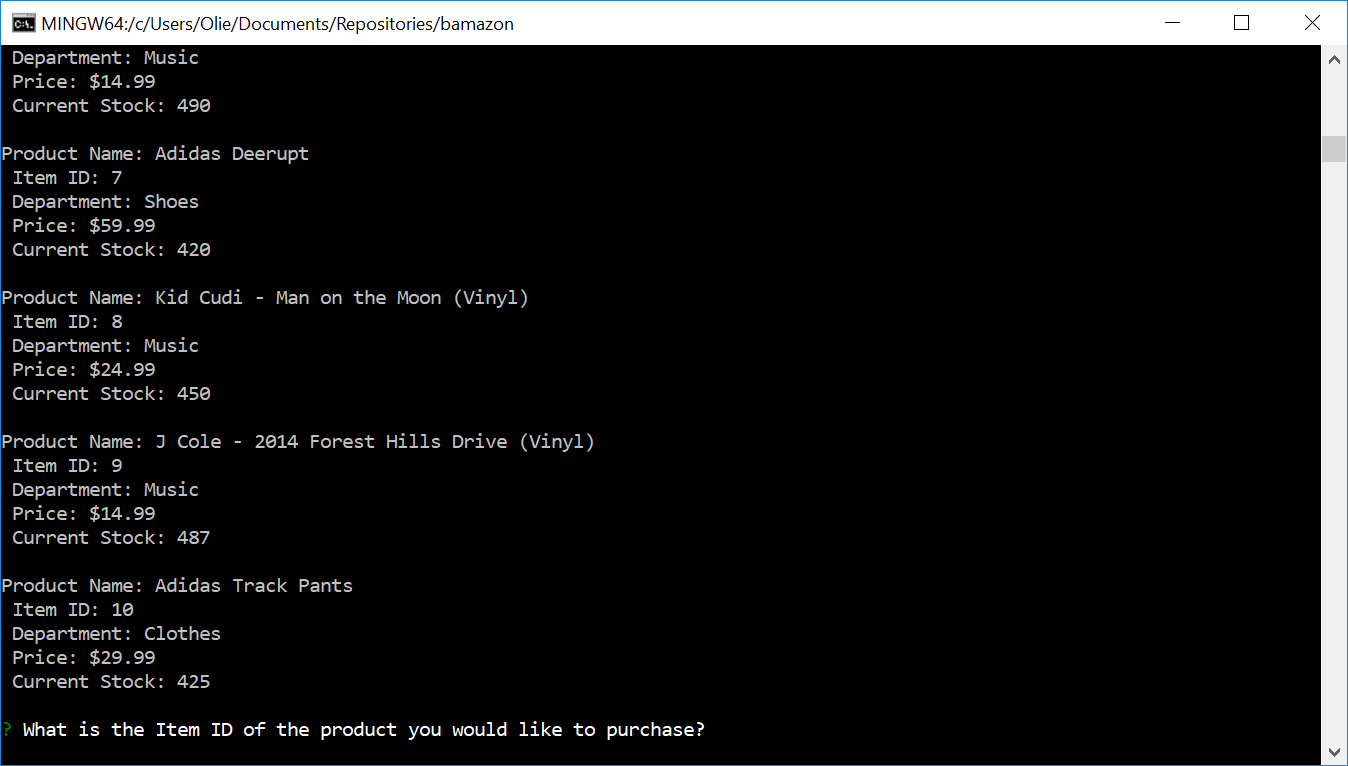 MINGW64:/c/Users/Olie/Documents/Repositories/bamazon
Department: Music
Price: $14.99
Current Stock: 490
Product Name: Adidas Deerupt
Item ID: 7
Department: Shoes
Price: $59.99
Current Stock: 420
Product Name: Kid Cudi - Man on the Moon (Vinyl)
Item ID: 8
Department: Music
Price: $24.99
Current Stock: 450
Product Name: J Cole - 2014 Forest Hills Drive (Vinyl)
Item ID: 9
Department: Music
Price: $14.99
Current Stock: 487
Product Name: Adidas Track Pants
Item ID: 10
Department: Clothes
Price: $29.99
Current Stock: 425
? What is the Item ID of the product you would like to purchase?